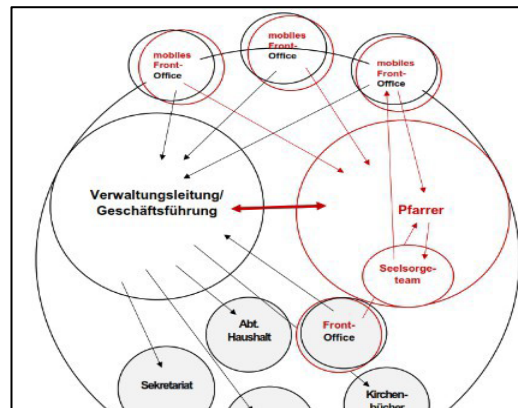 mobiles
Front-
Office
mobiles
Front-
Office
mobiles
Front-
Office
Verwaltungsleitung/
Geschäftsführung
Pfarrer
Seelsorge-
team
Abt.
Haushalt
Front-
Office
Sekretariat
Kirchen-
bücher